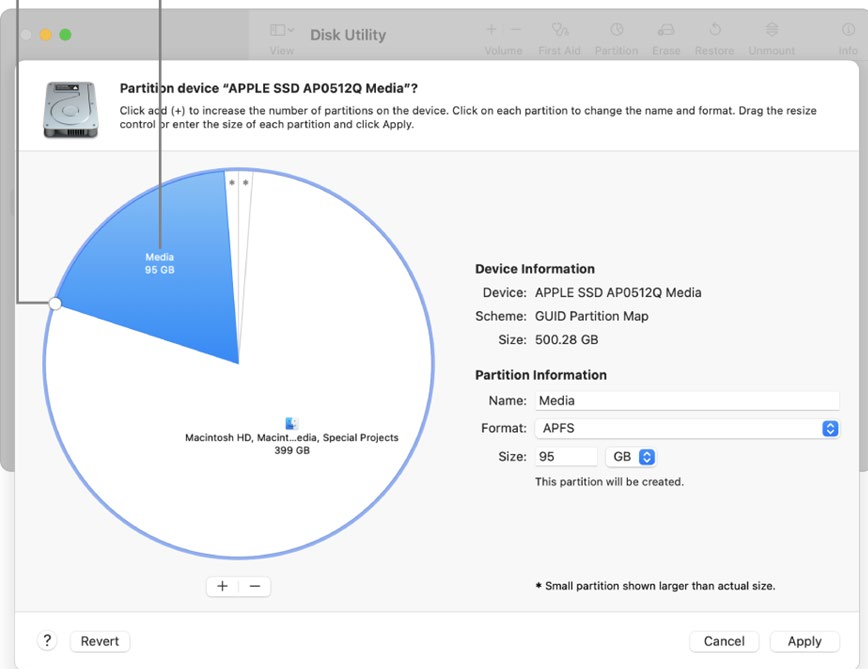 Disk Utility
View
Volume
First Aid
Partition
Erase
Restore
Unmount
Info
Partition device “APPLE SSD AP0512Q Media”?
Click add (+) to increase the number of partitions on the device. Click on each partition to change the name and format. Drag the resize
control or enter the size of each partition and click Apply.
* *
Media
95 GB
Macintosh HD, Macint...edia, Special Projects
399 GB
+ −
Device Information
Device: APPLE SSD AP0512Q Media
Scheme: GUID Partition Map
Size: 500.28 GB
Partition Information
Name: Media
Format: APFS
Size: 95 GB
This partition will be created.
* Small partition shown larger than actual size.
? Revert
Cancel Apply